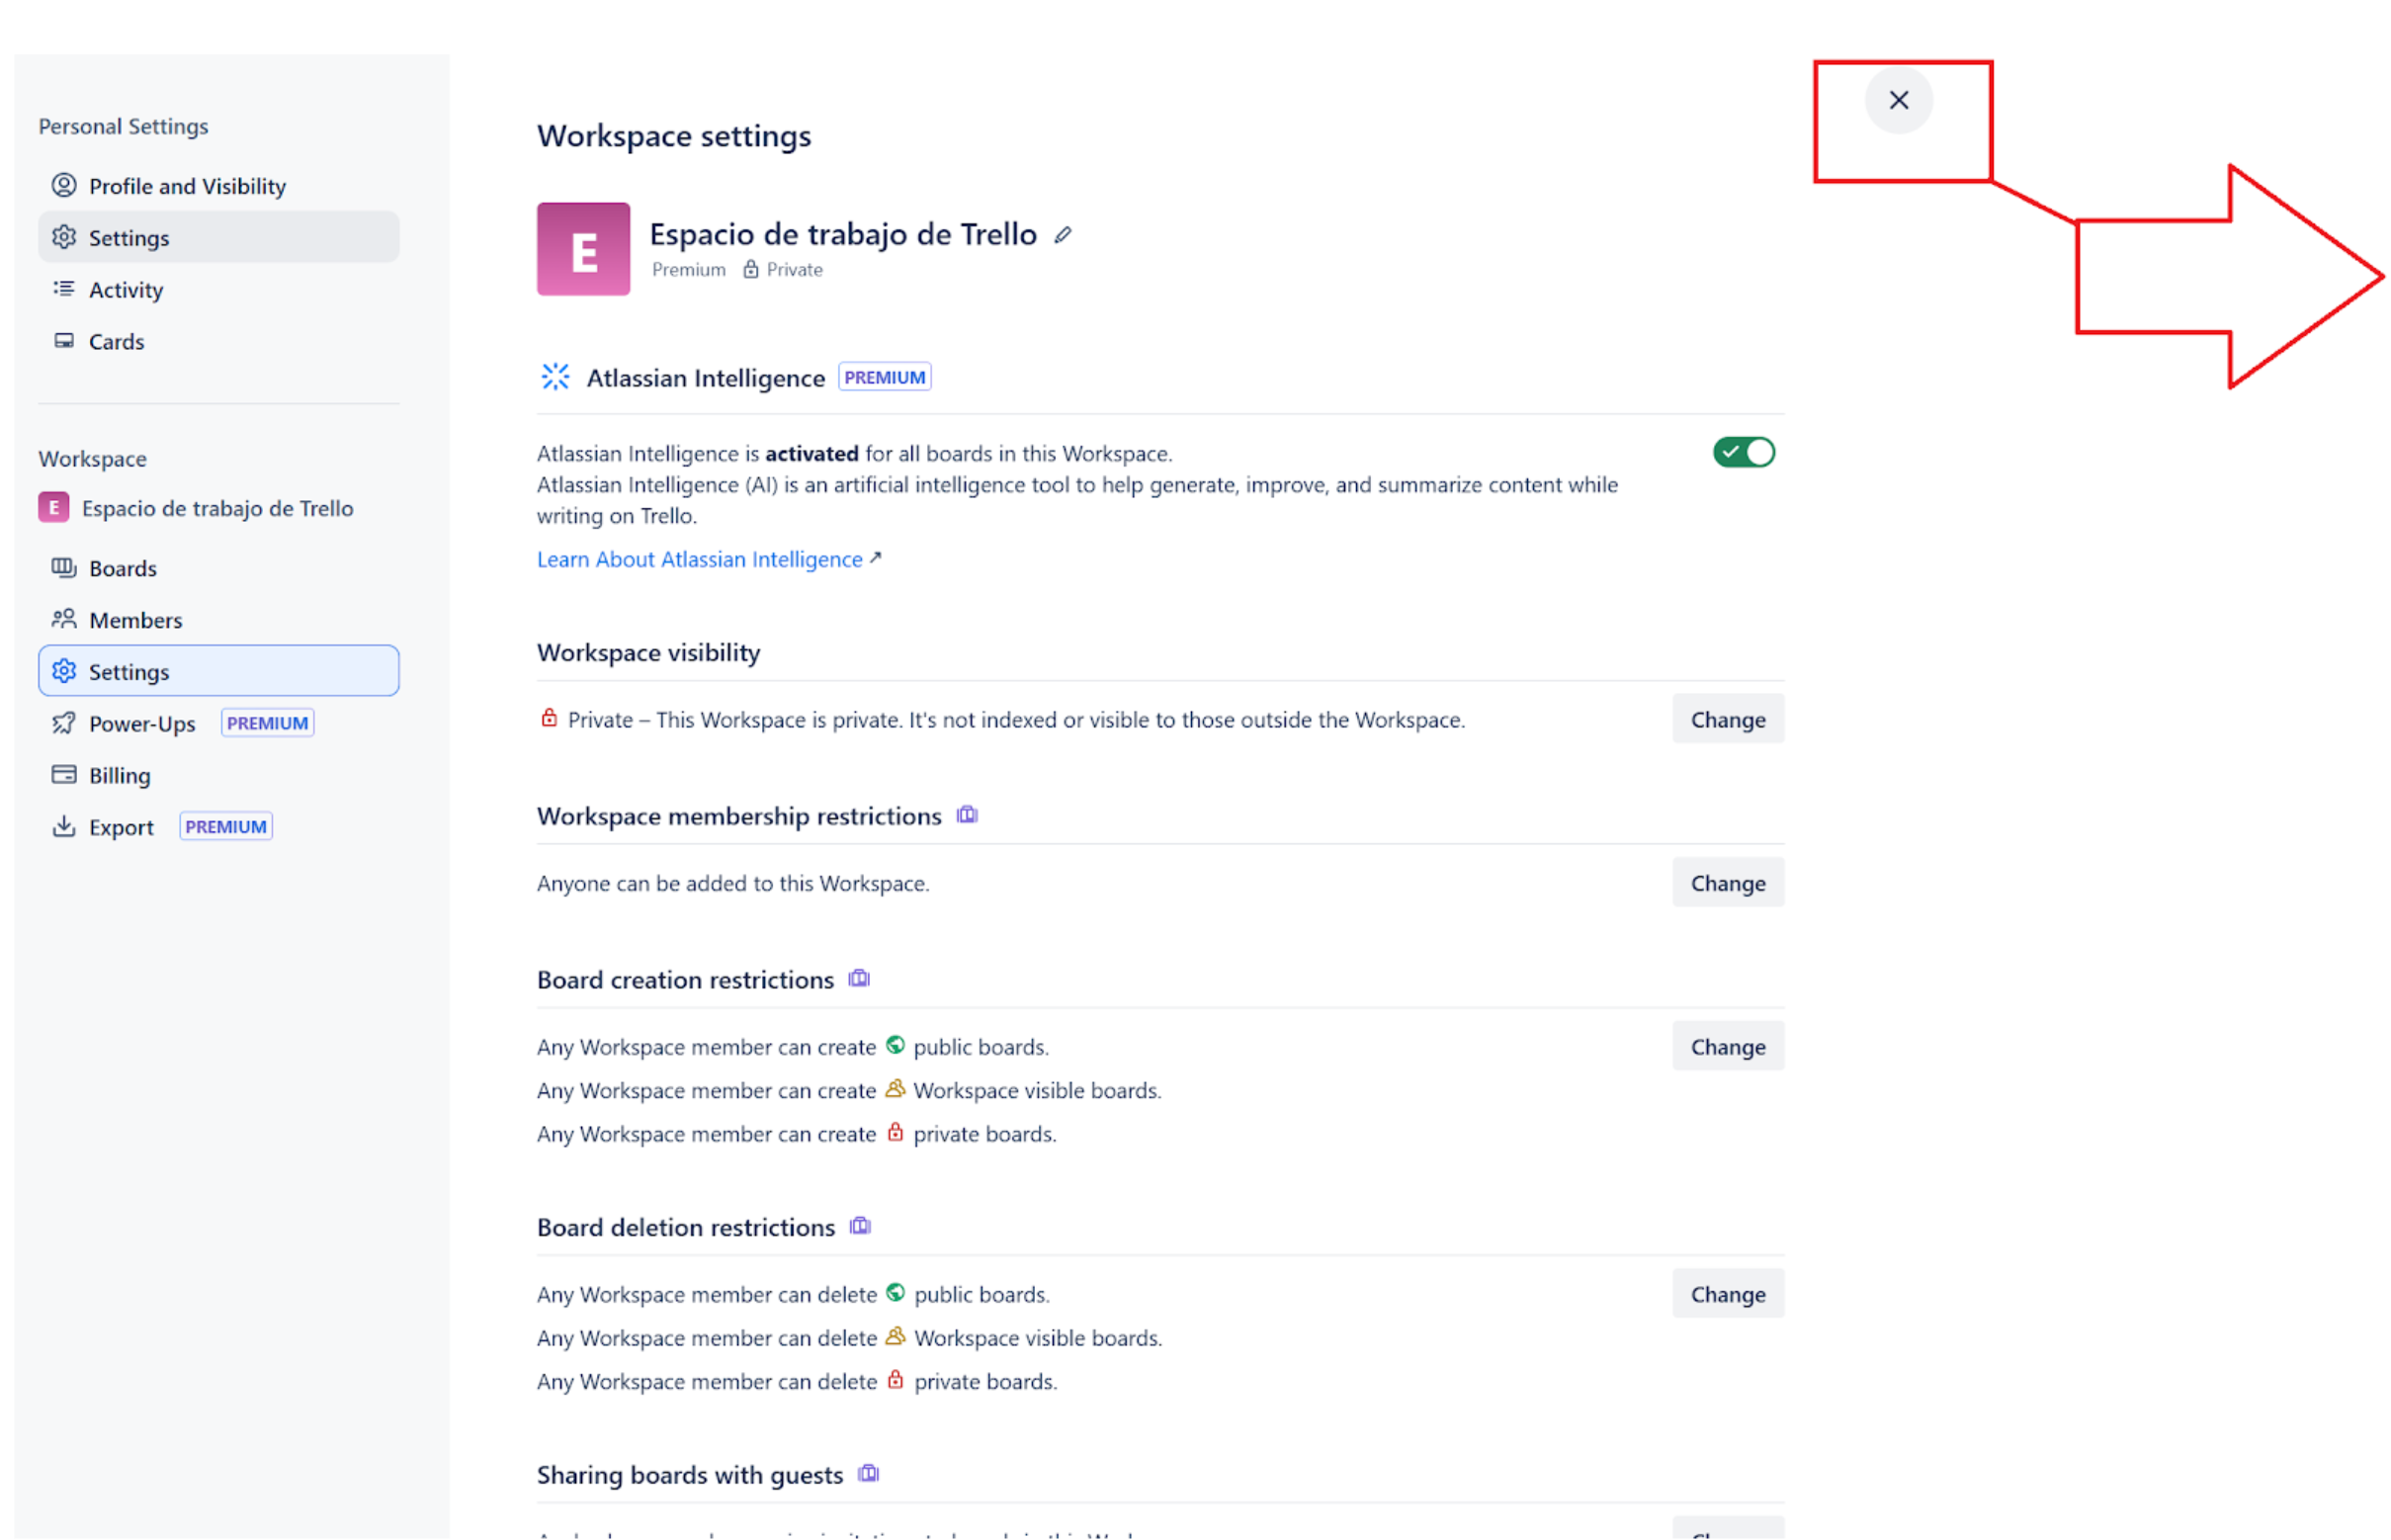 Personal Settings
Profile and Visibility
Settings
Activity
Cards
Workspace
E Espacio de trabajo de Trello
Boards
Members
Settings
Power-Ups PREMIUM
Billing
Export PREMIUM
Workspace settings
E
Espacio de trabajo de Trello
Premium Private
Atlassian Intelligence PREMIUM
Atlassian Intelligence is activated for all boards in this Workspace.
Atlassian Intelligence (AI) is an artificial intelligence tool to help generate, improve, and summarize content while
writing on Trello.
Learn About Atlassian Intelligence ↗
Workspace visibility
Private – This Workspace is private. It's not indexed or visible to those outside the Workspace.
Change
Workspace membership restrictions
Anyone can be added to this Workspace.
Change
Board creation restrictions
Any Workspace member can create public boards.
Change
Any Workspace member can create Workspace visible boards.
Any Workspace member can create private boards.
Board deletion restrictions
Any Workspace member can delete public boards.
Change
Any Workspace member can delete Workspace visible boards.
Any Workspace member can delete private boards.
Sharing boards with guests